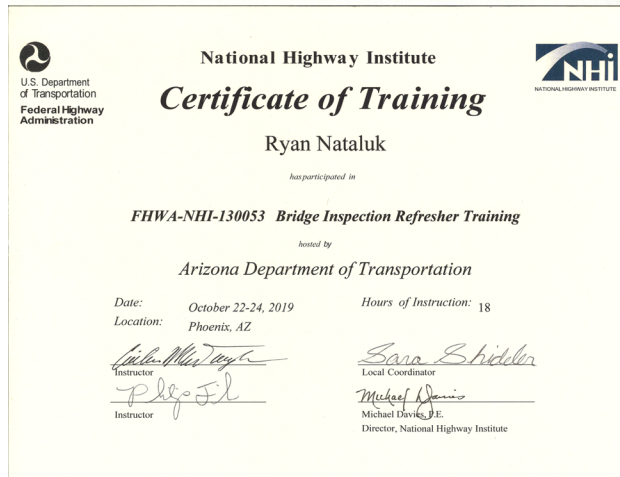 U.S. Department
of Transportation
Federal Highway
Administration
National Highway Institute
NHI
NATIONAL HIGHWAY INSTITUTE
Certificate of Training
Ryan Nataluk
has participated in
FHWA-NHI-130053 Bridge Inspection Refresher Training
hosted by
Arizona Department of Transportation
Date: October 22-24, 2019
Location: Phoenix, AZ
Hours of Instruction: 18
Instructor
Sara Shideler
Local Coordinator
Instructor
Michael Davies
Michael Davies, P.E.
Director, National Highway Institute